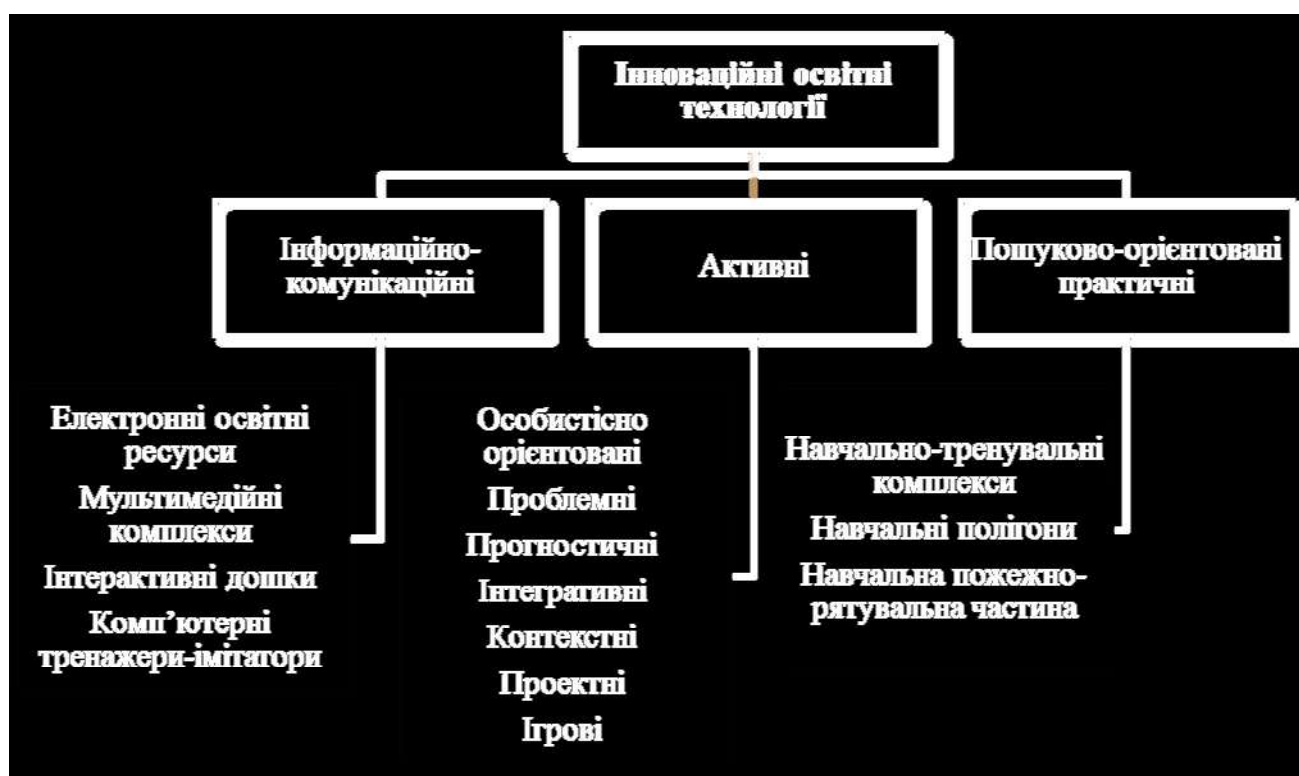 Інноваційні освітні
технології
Інформаційно-
комунікаційні
Активні
Пошуково-орієнтовані
практичні
Електронні освітні
ресурси
Мультимедійні
комплекси
Інтерактивні дошки
Комп’ютерні
тренажери-імітатори
Особистісно
орієнтовані
Проблемні
Прогностичні
Інтегративні
Контекстні
Проектні
Ігрові
Навчально-тренувальні
комплекси
Навчальні полігони
Навчальна пожежно-
рятувальна частина